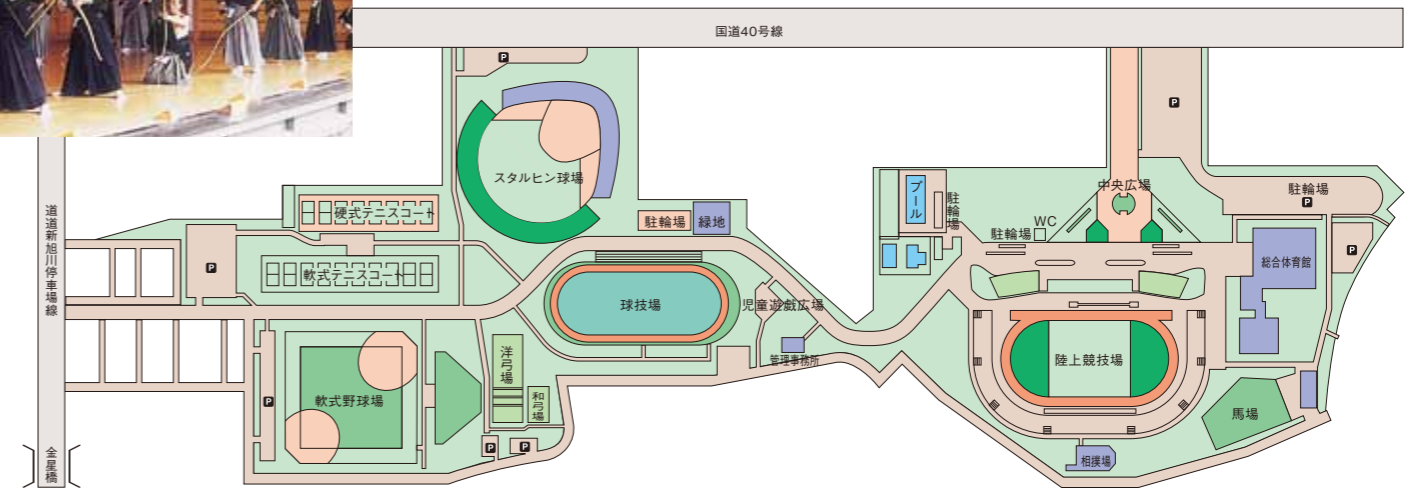 国道40号線
P
P
スタルヒン球場
プール
駐輪場
中央広場
駐輪場
P
道道新旭川停車場線
硬式テニスコート
駐輪場
緑地
WC
駐輪場
P
軟式テニスコート
P
総合体育館
球技場
児童遊戯広場
管理事務所
洋弓場
和弓場
陸上競技場
P
軟式野球場
馬場
P
P
相撲場
金星橋